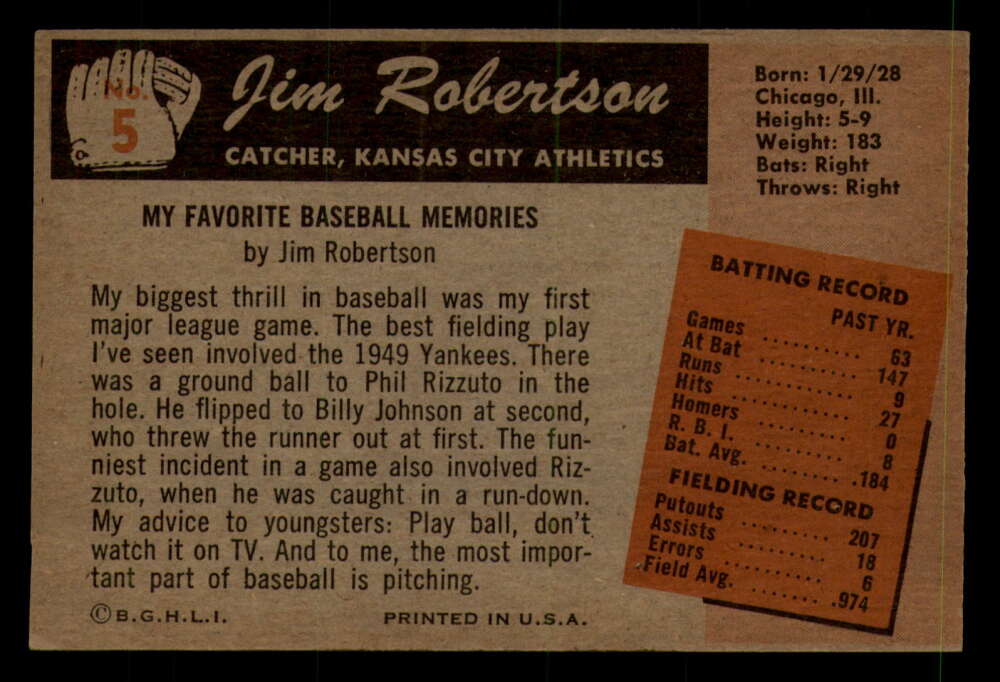 No.
5
Jim Robertson
CATCHER, KANSAS CITY ATHLETICS
Born: 1/29/28
Chicago, Ill.
Height: 5-9
Weight: 183
Bats: Right
Throws: Right
MY FAVORITE BASEBALL MEMORIES
by Jim Robertson
My biggest thrill in baseball was my first
major league game. The best fielding play
I've seen involved the 1949 Yankees. There
was a ground ball to Phil Rizzuto in the
hole. He flipped to Billy Johnson at second,
who threw the runner out at first. The fun-
niest incident in a game also involved Riz-
zuto, when he was caught in a run-down.
My advice to youngsters: Play ball, don't
watch it on TV. And to me, the most impor-
tant part of baseball is pitching.
©B.G.H.L.I. PRINTED IN U.S.A.
BATTING RECORD
PAST YR.
Games .......... 63
At Bat .......... 147
Runs ............ 9
Hits ............ 27
Homers .......... 0
R. B. I. ......... 8
Bat. Avg. ....... .184
FIELDING RECORD
Putouts ......... 207
Assists ......... 18
Errors .......... 6
Field Avg. ...... .974